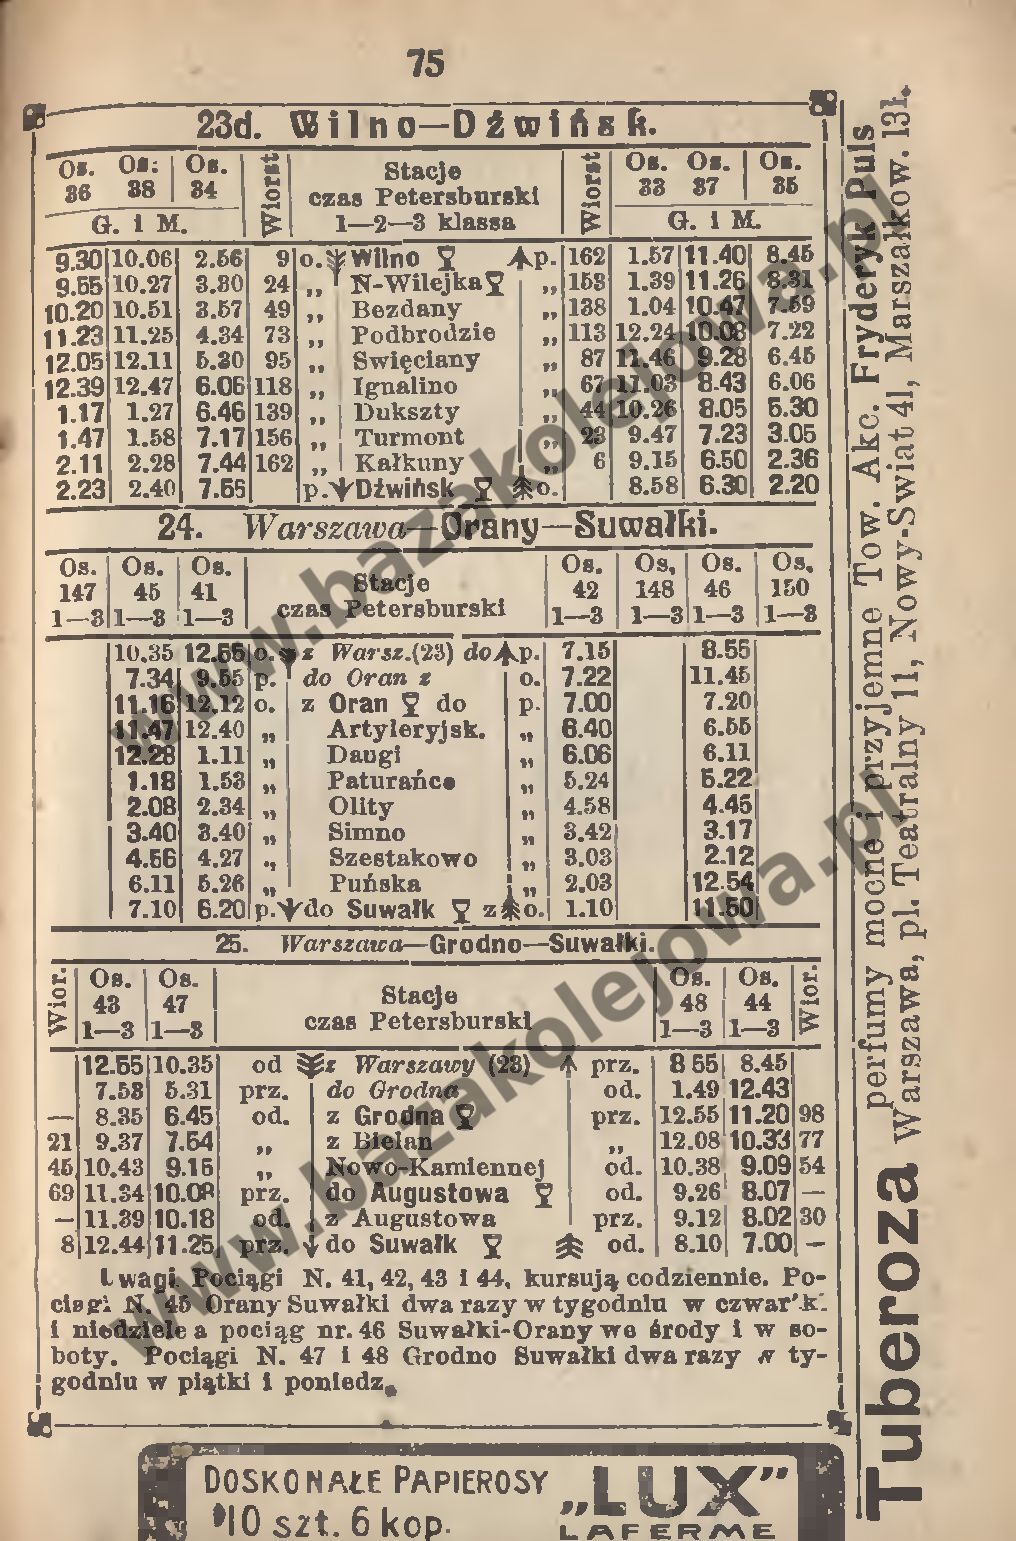 75
23d. Wilno—Dźwińsk.
Os. Os. Os. Wiorst Stacje Wiorst Os. Os. Os.
36 38 34 czas Petersburski 33 37 35
G. i M. 1—2—3 klassa G. i M.
9.30 10.06 2.56 9 o. Wilno p. 162 1.57 11.40 8.45
9.55 10.27 3.30 24 „ N-Wilejka „ 153 1.39 11.26 8.31
10.20 10.51 3.57 49 „ Bezdany „ 138 1.04 10.47 7.59
11.23 11.25 4.34 73 „ Podbrodzie „ 113 12.24 10.08 7.22
12.05 12.11 5.30 95 „ Swięciany „ 87 11.46 9.28 6.45
12.39 12.47 6.06 118 „ Ignalino „ 67 11.03 8.43 6.06
1.17 1.27 6.46 139 „ Dukszty „ 44 10.26 8.05 5.30
1.47 1.58 7.17 156 „ Turmont „ 23 9.47 7.23 3.05
2.11 2.28 7.44 162 „ Kałkuny „ 6 9.15 6.50 2.36
2.23 2.40 7.56 p. Dźwińsk o. 8.58 6.30 2.20
24. Warszawa—Orany—Suwałki.
Os. Os. Os. Stacje Os. Os. Os. Os.
147 45 41 czas Petersburski 42 148 46 150
1—3 1—3 1—3 1—3 1—3 1—3 1—3
10.35 12.55 o. z Warsz.(23) do p. 7.15 8.55
7.34 9.55 p. do Oran z o. 7.22 11.45
11.16 12.12 o. z Oran do p. 7.00 7.20
11.47 12.40 „ Artyleryjsk. „ 6.40 6.55
12.28 1.11 „ Daugi „ 6.06 6.11
1.18 1.53 „ Paturańce „ 5.24 5.22
2.08 2.34 „ Olity „ 4.58 4.45
3.40 3.40 „ Simno „ 3.42 3.17
4.56 4.27 „ Szestakowo „ 3.03 2.12
6.11 5.26 „ Puńska „ 2.03 12.54
7.10 6.20 p. do Suwałk z o. 1.10 11.50
25. Warszawa—Grodno—Suwałki.
Wior. Os. Os. Stacje Os. Os. Wior.
43 47 czas Petersburski 48 44
1—3 1—3 1—3 1—3
12.55 10.35 od z Warszawy (23) prz. 8 55 8.45
7.53 5.31 prz. do Grodna od. 1.49 12.43
— 8.35 6.45 od. z Grodna prz. 12.55 11.20 98
21 9.37 7.54 „ z Bielan „ 12.08 10.33 77
45 10.43 9.15 „ Nowo-Kamiennej od. 10.38 9.09 54
69 11.34 10.08 prz. do Augustowa od. 9.26 8.07 —
— 11.39 10.18 od. z Augustowa prz. 9.12 8.02 30
8 12.44 11.25 prz. do Suwałk od. 8.10 7.00 —
Uwagi. Pociągi N. 41, 42, 43 i 44, kursują codziennie. Po-
ciągi N. 45 Orany Suwałki dwa razy w tygodniu w czwartk.
i niedziele a pociąg nr. 46 Suwałki-Orany we środy i w so-
boty. Pociągi N. 47 i 48 Grodno Suwałki dwa razy w ty-
godniu w piątki i poniedz.
Tuberoza perfumy mocne i przyjemne Tow. Akc. Fryderyk Puls
Warszawa, pl. Teatralny 11, Nowy-Swiat 41, Marszałkow. 131.
DOSKONAŁE PAPIEROSY
10 szt. 6 kop.
„LUX”
LAFERME
www.bazakolejowa.pl
www.bazakolejowa.pl